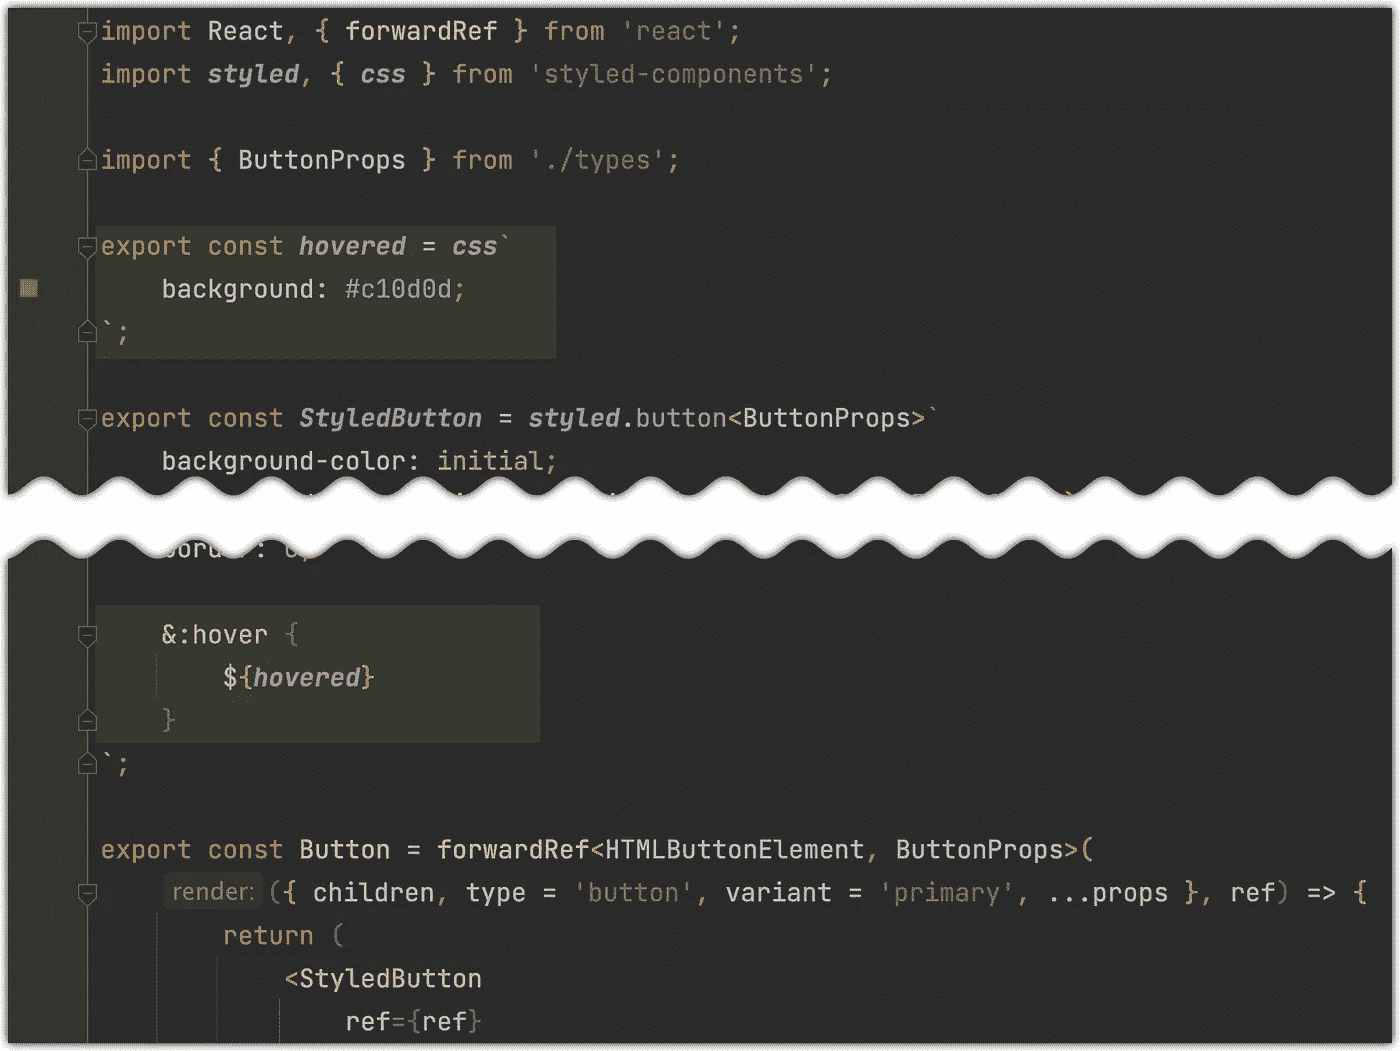 import React, { forwardRef } from 'react';
import styled, { css } from 'styled-components';
import { ButtonProps } from './types';
export const hovered = css`
    background: #c10d0d;
`;
export const StyledButton = styled.button<ButtonProps>`
    background-color: initial;
    &:hover {
        ${hovered}
    }
`;
export const Button = forwardRef<HTMLButtonElement, ButtonProps>(
    render: ({ children, type = 'button', variant = 'primary', ...props }, ref) => {
        return (
            <StyledButton
                ref={ref}